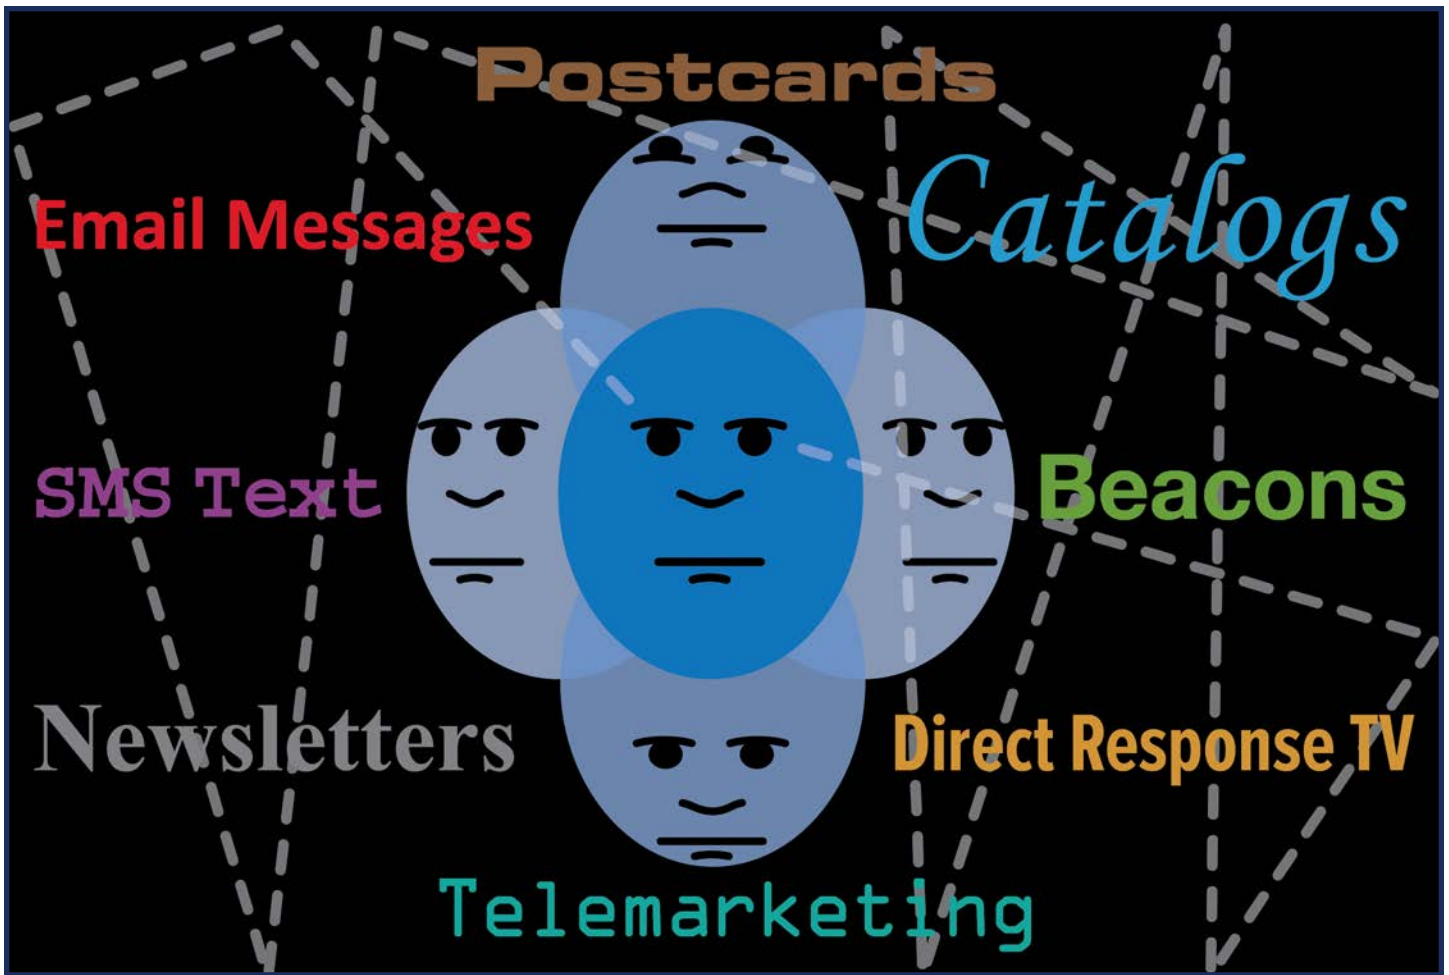 Postcards
Email Messages
Catalogs
SMS Text
Beacons
Newsletters
Direct Response TV
Telemarketing